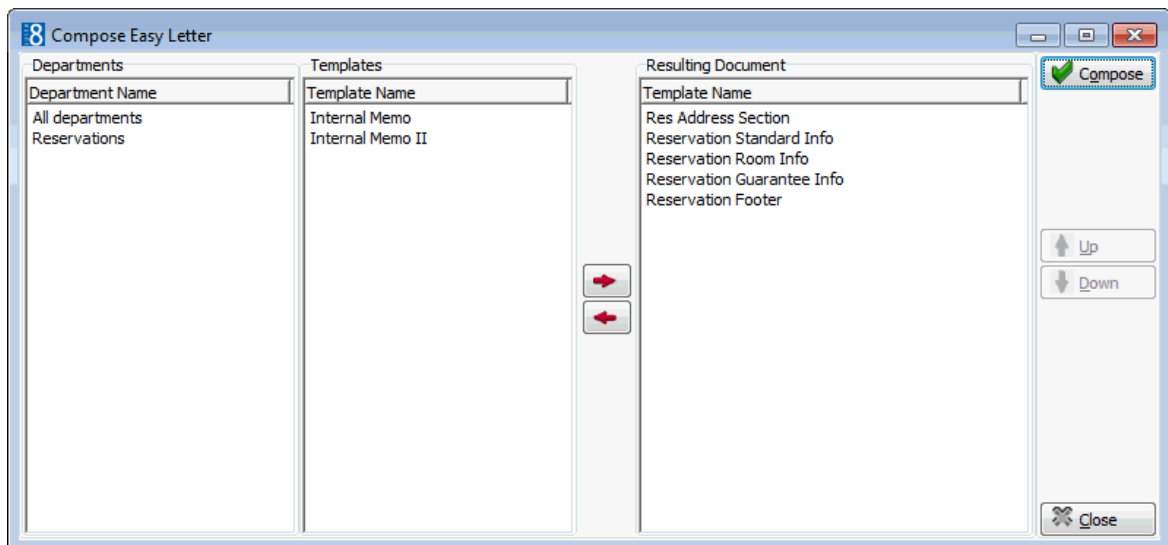 8 Compose Easy Letter
Departments
Department Name
All departments
Reservations
Templates
Template Name
Internal Memo
Internal Memo II
Resulting Document
Template Name
Res Address Section
Reservation Standard Info
Reservation Room Info
Reservation Guarantee Info
Reservation Footer
Compose
Up
Down
Close